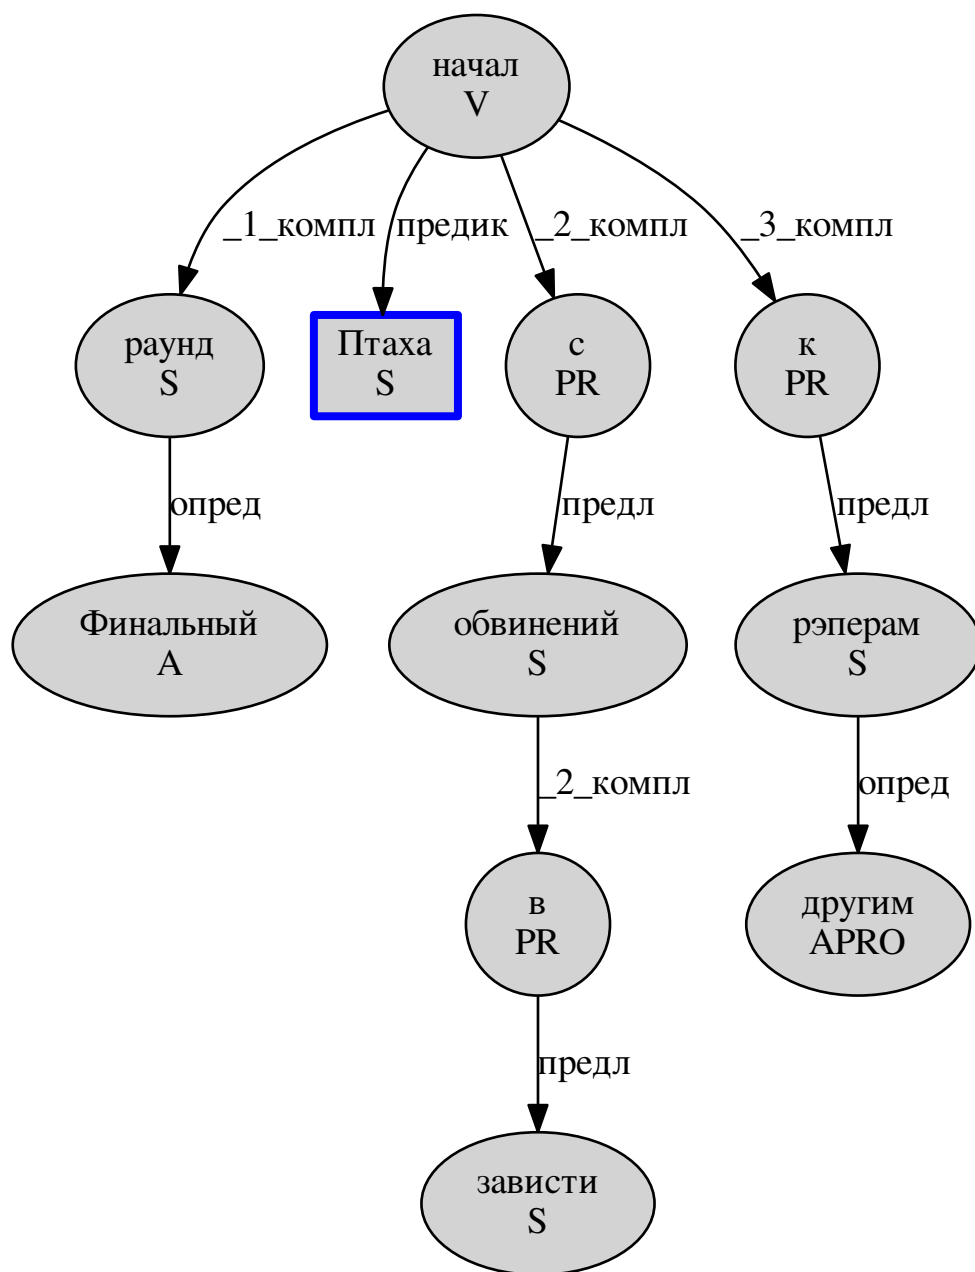 начал
V
_1_компл
предик
_2_компл
_3_компл
раунд
S
Птаха
S
с
PR
к
PR
опред
предл
предл
Финальный
A
обвинений
S
рэперам
S
_2_компл
опред
в
PR
другим
APRO
предл
зависти
S